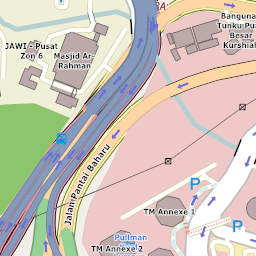 Banguna
Tunku Pu
Besar
Kurshia
JAWI - Pusat
Zon 6
Masjid Ar-
Rahman
Jalan Pantai Baharu
P
TM Annexe 1
P
Pullman
TM Annexe 2